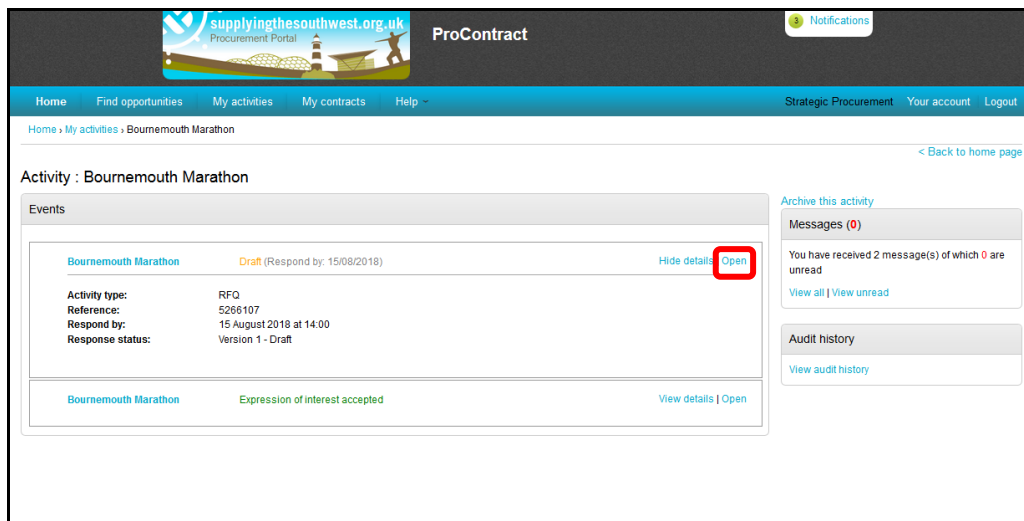 supplyingthesouthwest.org.uk
Procurement Portal
ProContract
3 Notifications
Home Find opportunities My activities My contracts Help
Strategic Procurement Your account Logout
Home › My activities › Bournemouth Marathon
< Back to home page
Activity : Bournemouth Marathon
Events
Bournemouth Marathon Draft (Respond by: 15/08/2018) Hide details Open
Activity type: RFQ
Reference: 5266107
Respond by: 15 August 2018 at 14:00
Response status: Version 1 - Draft
Bournemouth Marathon Expression of interest accepted View details | Open
Archive this activity
Messages (0)
You have received 2 message(s) of which 0 are
unread
View all | View unread
Audit history
View audit history